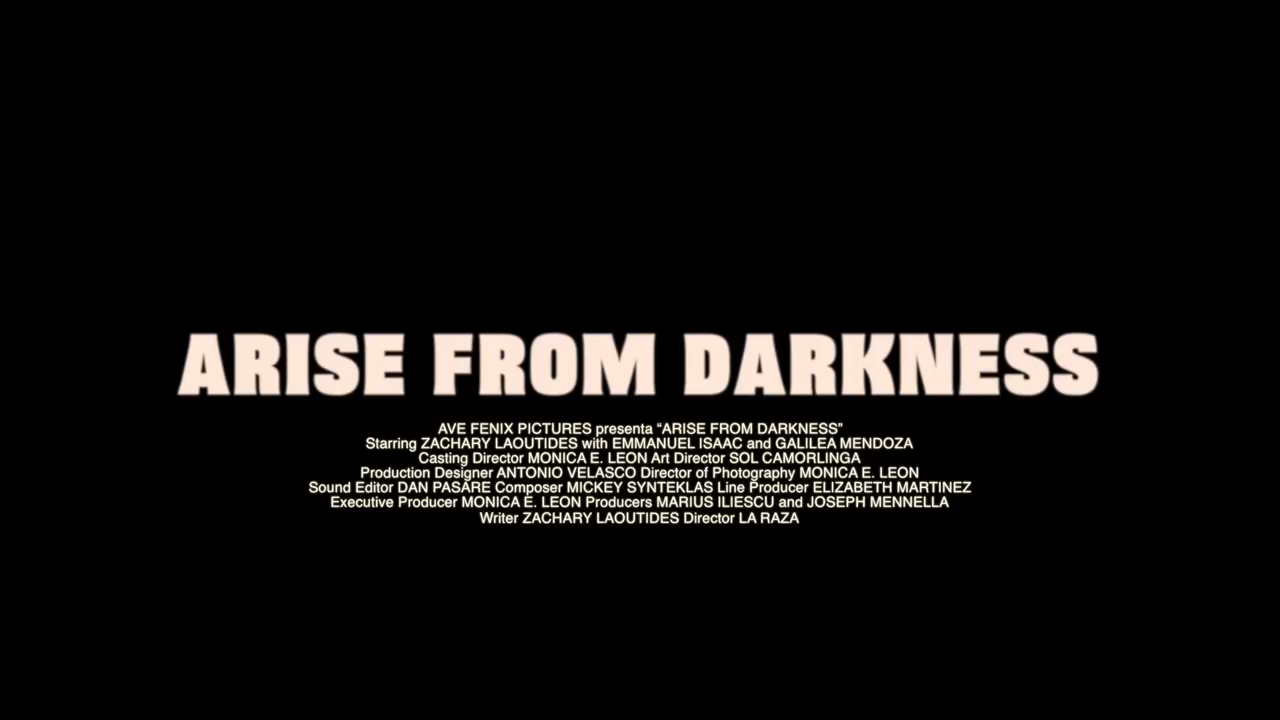 ARISE FROM DARKNESS
AVE FENIX PICTURES presenta “ARISE FROM DARKNESS”
Starring ZACHARY LAOUTIDES with EMMANUEL ISAAC and GALILEA MENDOZA
Casting Director MONICA E. LEON Art Director SOL CAMORLINGA
Production Designer ANTONIO VELASCO Director of Photography MONICA E. LEON
Sound Editor DAN PASARE Composer MICKEY SYNTEKLAS Line Producer ELIZABETH MARTINEZ
Executive Producer MONICA E. LEON Producers MARIUS ILIESCU and JOSEPH MENNELLA
Writer ZACHARY LAOUTIDES Director LA RAZA